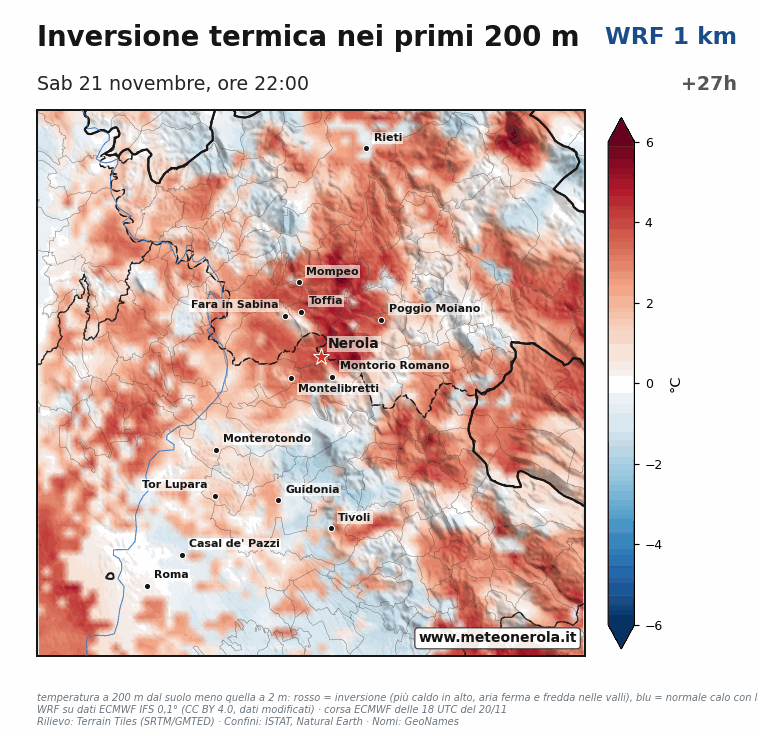 Inversione termica nei primi 200 m WRF 1 km
Sab 21 novembre, ore 22:00 +27h
Rieti
Mompeo
Fara in Sabina
Toffia
Poggio Moiano
Nerola
Montorio Romano
Montelibretti
Monterotondo
Tor Lupara
Guidonia
Tivoli
Casal de' Pazzi
Roma
www.meteonerola.it
6
4
2
0
−2
−4
−6
°C
temperatura a 200 m dal suolo meno quella a 2 m: rosso = inversione (più caldo in alto, aria ferma e fredda nelle valli), blu = normale calo con l
WRF su dati ECMWF IFS 0,1° (CC BY 4.0, dati modificati) · corsa ECMWF delle 18 UTC del 20/11
Rilievo: Terrain Tiles (SRTM/GMTED) · Confini: ISTAT, Natural Earth · Nomi: GeoNames